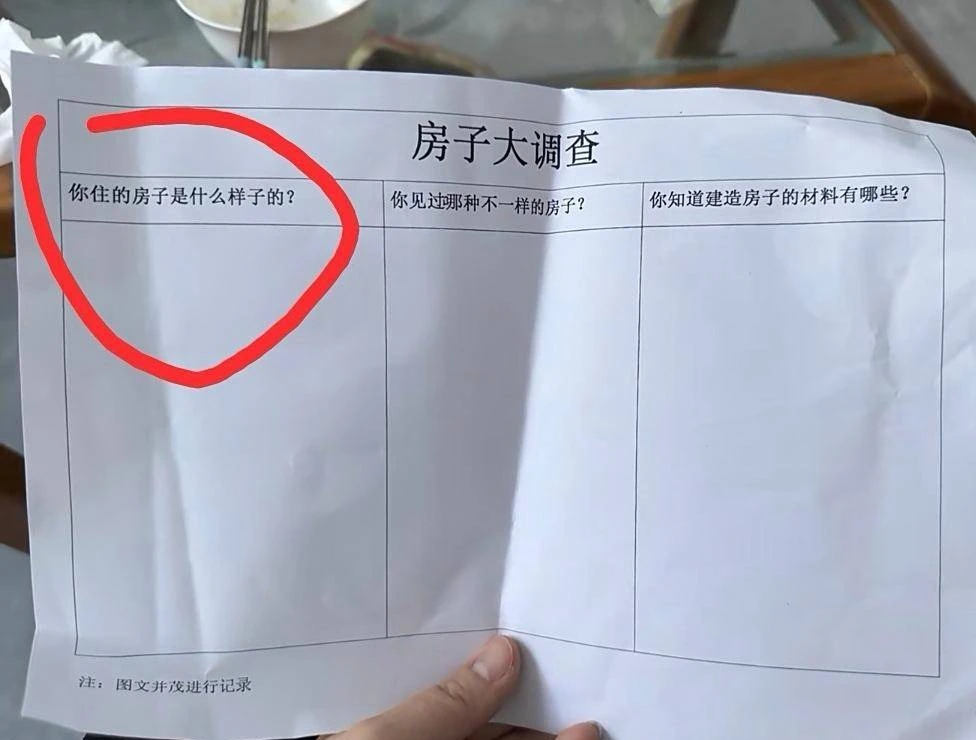 房子大调查
你住的房子是什么样子的？
你见过哪种不一样的房子？
你知道建造房子的材料有哪些？
注：图文并茂进行记录